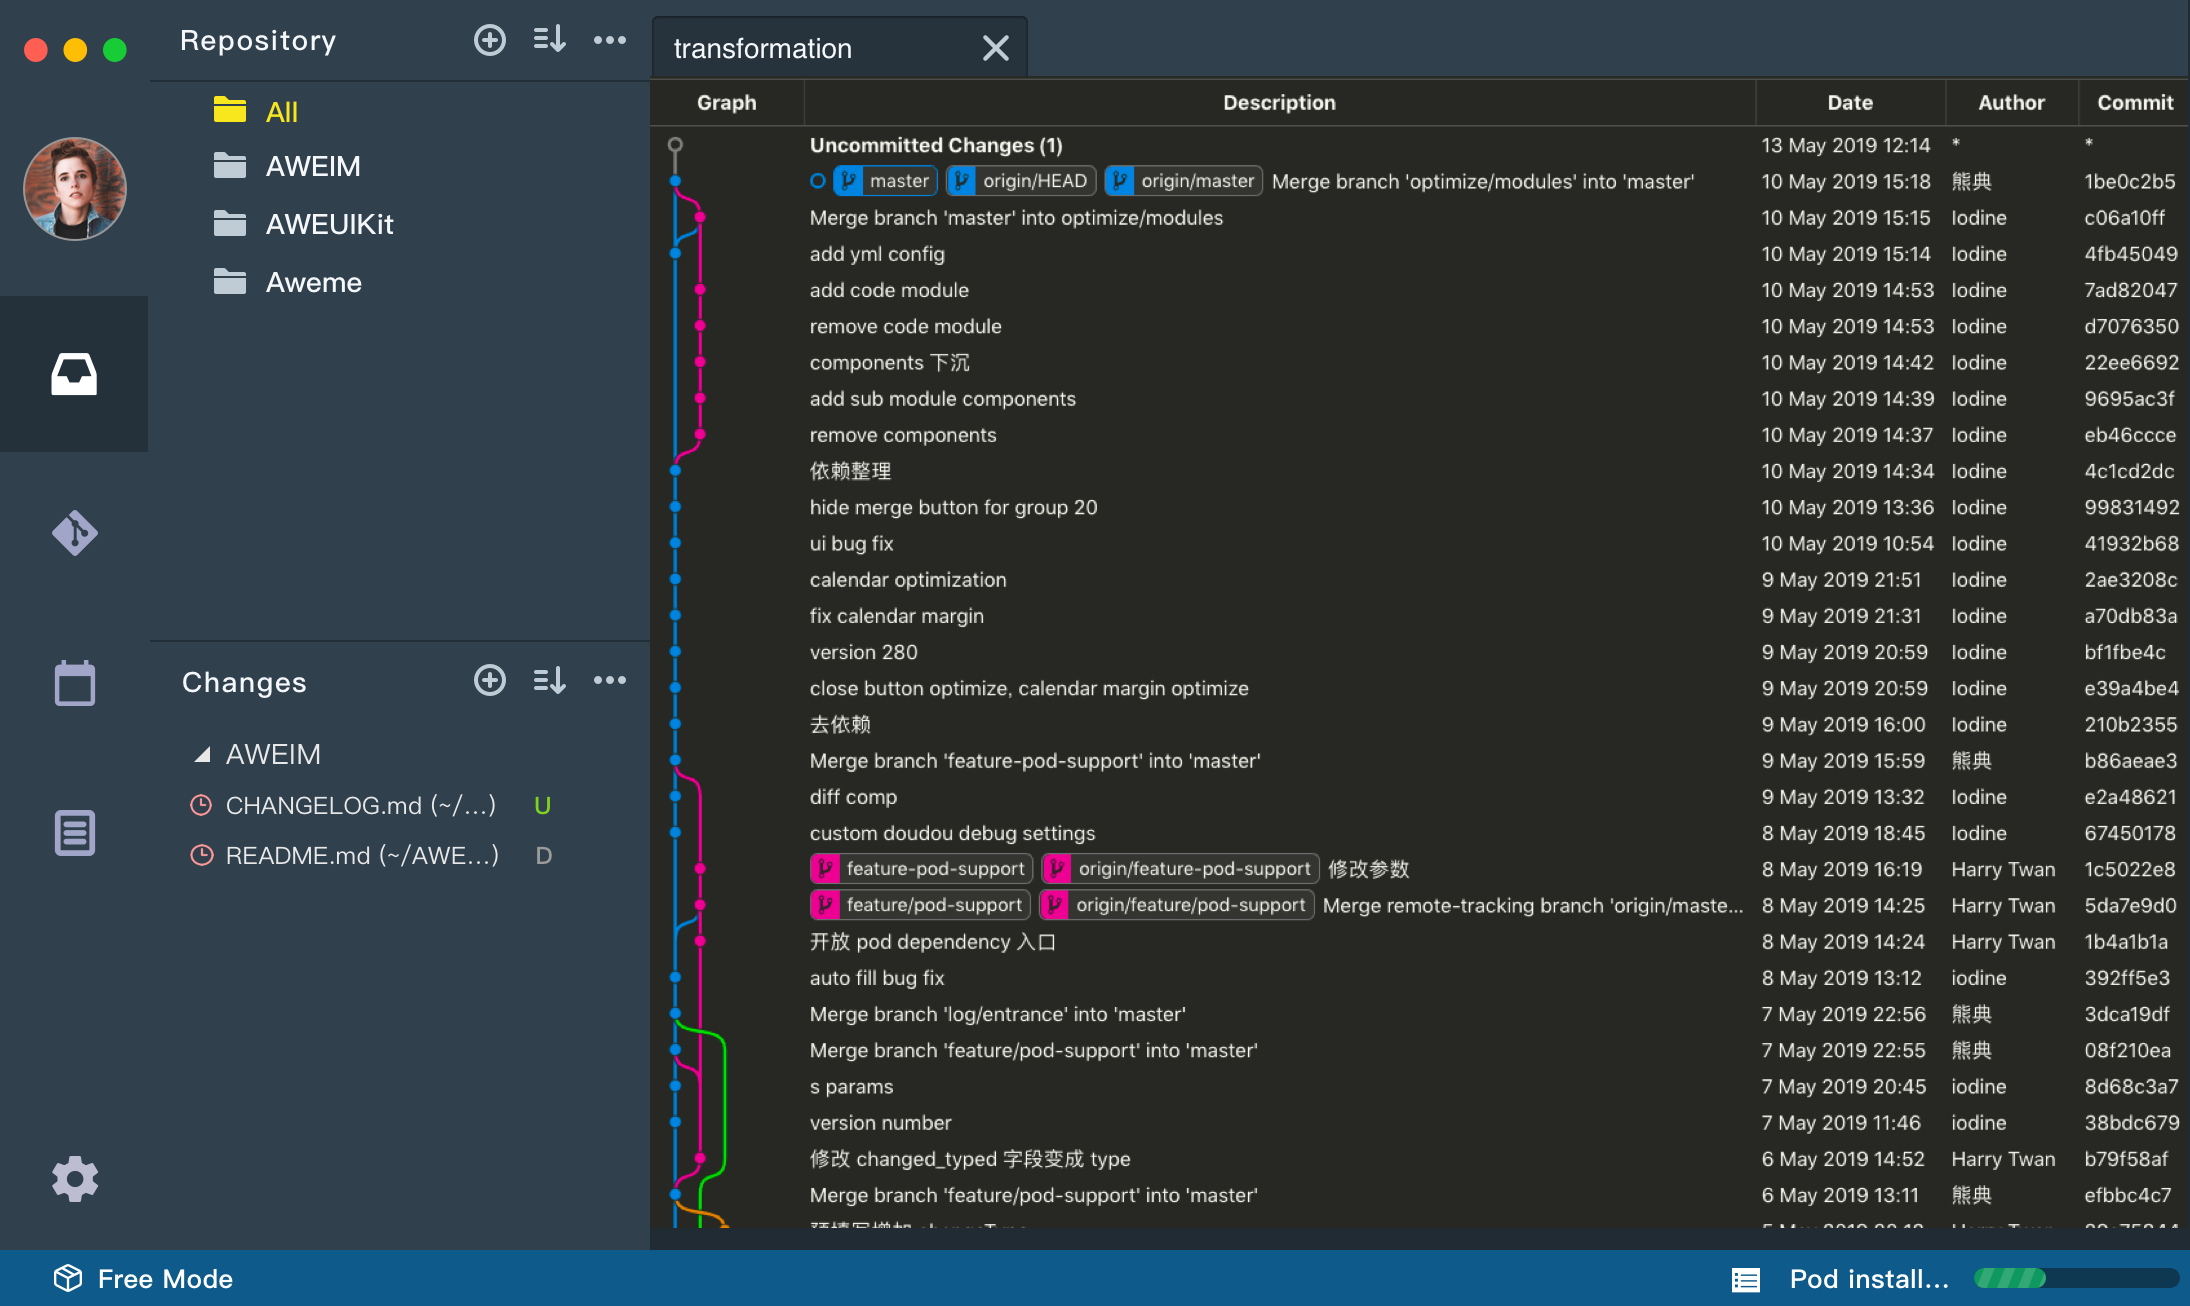 Repository
All
AWEIM
AWEUIKit
Aweme
Changes
AWEIM
CHANGELOG.md (~/...) U
README.md (~/AWE...) D
transformation
Graph Description Date Author Commit
Uncommitted Changes (1) 13 May 2019 12:14 * *
master origin/HEAD origin/master Merge branch 'optimize/modules' into 'master' 10 May 2019 15:18 熊典 1be0c2b5
Merge branch 'master' into optimize/modules 10 May 2019 15:15 Iodine c06a10ff
add yml config 10 May 2019 15:14 Iodine 4fb45049
add code module 10 May 2019 14:53 Iodine 7ad82047
remove code module 10 May 2019 14:53 Iodine d7076350
components 下沉 10 May 2019 14:42 Iodine 22ee6692
add sub module components 10 May 2019 14:39 Iodine 9695ac3f
remove components 10 May 2019 14:37 Iodine eb46ccce
依赖整理 10 May 2019 14:34 Iodine 4c1cd2dc
hide merge button for group 20 10 May 2019 13:36 Iodine 99831492
ui bug fix 10 May 2019 10:54 Iodine 41932b68
calendar optimization 9 May 2019 21:51 Iodine 2ae3208c
fix calendar margin 9 May 2019 21:31 Iodine a70db83a
version 280 9 May 2019 20:59 Iodine bf1fbe4c
close button optimize, calendar margin optimize 9 May 2019 20:59 Iodine e39a4be4
去依赖 9 May 2019 16:00 Iodine 210b2355
Merge branch 'feature-pod-support' into 'master' 9 May 2019 15:59 熊典 b86aeae3
diff comp 9 May 2019 13:32 Iodine e2a48621
custom doudou debug settings 8 May 2019 18:45 Iodine 67450178
feature-pod-support origin/feature-pod-support 修改参数 8 May 2019 16:19 Harry Twan 1c5022e8
feature/pod-support origin/feature/pod-support Merge remote-tracking branch 'origin/maste... 8 May 2019 14:25 Harry Twan 5da7e9d0
开放 pod dependency 入口 8 May 2019 14:24 Harry Twan 1b4a1b1a
auto fill bug fix 8 May 2019 13:12 iodine 392ff5e3
Merge branch 'log/entrance' into 'master' 7 May 2019 22:56 熊典 3dca19df
Merge branch 'feature/pod-support' into 'master' 7 May 2019 22:55 熊典 08f210ea
s params 7 May 2019 20:45 iodine 8d68c3a7
version number 7 May 2019 11:46 iodine 38bdc679
修改 changed_typed 字段变成 type 6 May 2019 14:52 Harry Twan b79f58af
Merge branch 'feature/pod-support' into 'master' 6 May 2019 13:11 熊典 efbbc4c7
Free Mode
Pod install...